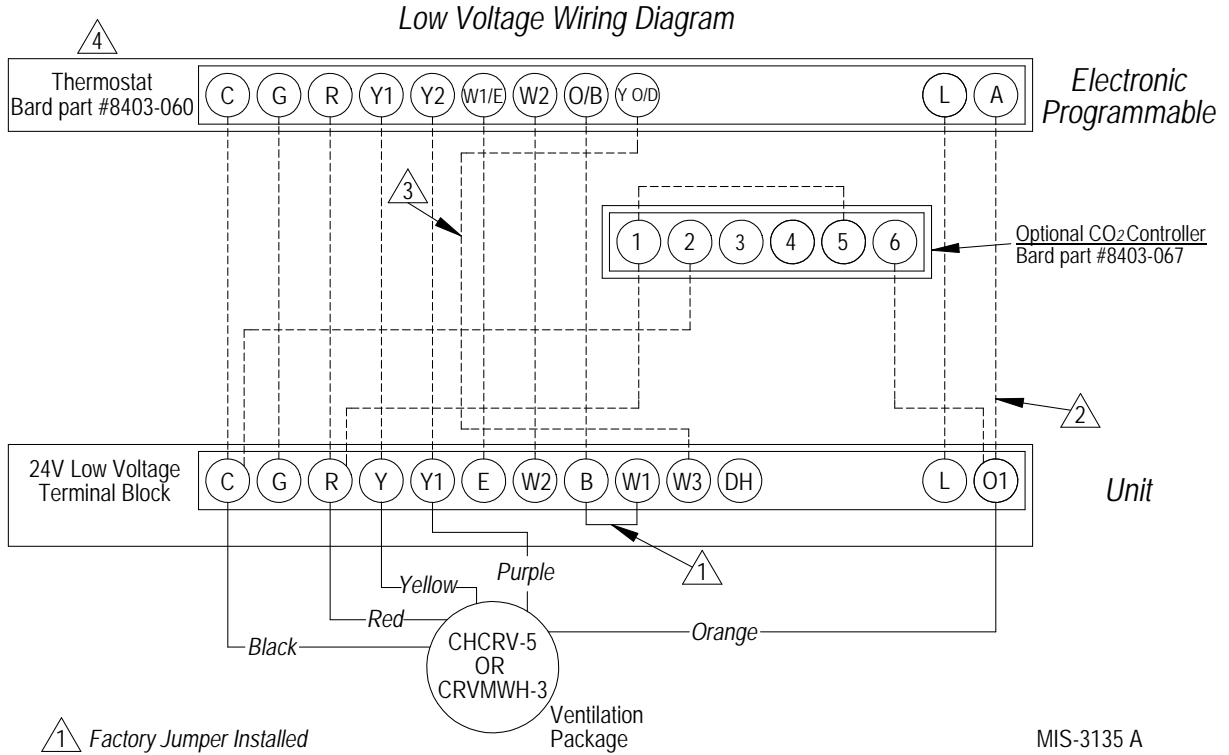 Low Voltage Wiring Diagram
4
Thermostat
Bard part #8403-060
C G R Y1 Y2 W1/E W2 O/B Y O/D L A
Electronic
Programmable
3
1 2 3 4 5 6
Optional CO2 Controller
Bard part #8403-067
2
24V Low Voltage
Terminal Block
C G R Y Y1 E W2 B W1 W3 DH L O1
Unit
1
Purple
Yellow
Red
Black
Orange
CHCRV-5
OR
CRVMWH-3
Ventilation
Package
1 Factory Jumper Installed
MIS-3135 A